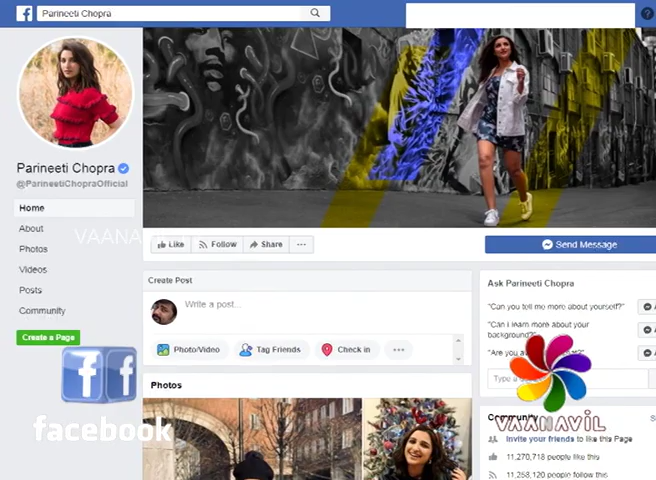 Parineeti Chopra
Parineeti Chopra
@ParineetiChopraOfficial
Home
About
Photos
Videos
Posts
Community
Create a Page
facebook
Like
Follow
Share
Send Message
Create Post
Write a post...
Photo/Video
Tag Friends
Check in
Photos
Ask Parineeti Chopra
"Can you tell me more about yourself?"
"Can I learn more about your
background?"
"Are you
Community
VAANAVIL
Invite your friends to like this Page
11,270,718 people like this
11,258,120 people follow this